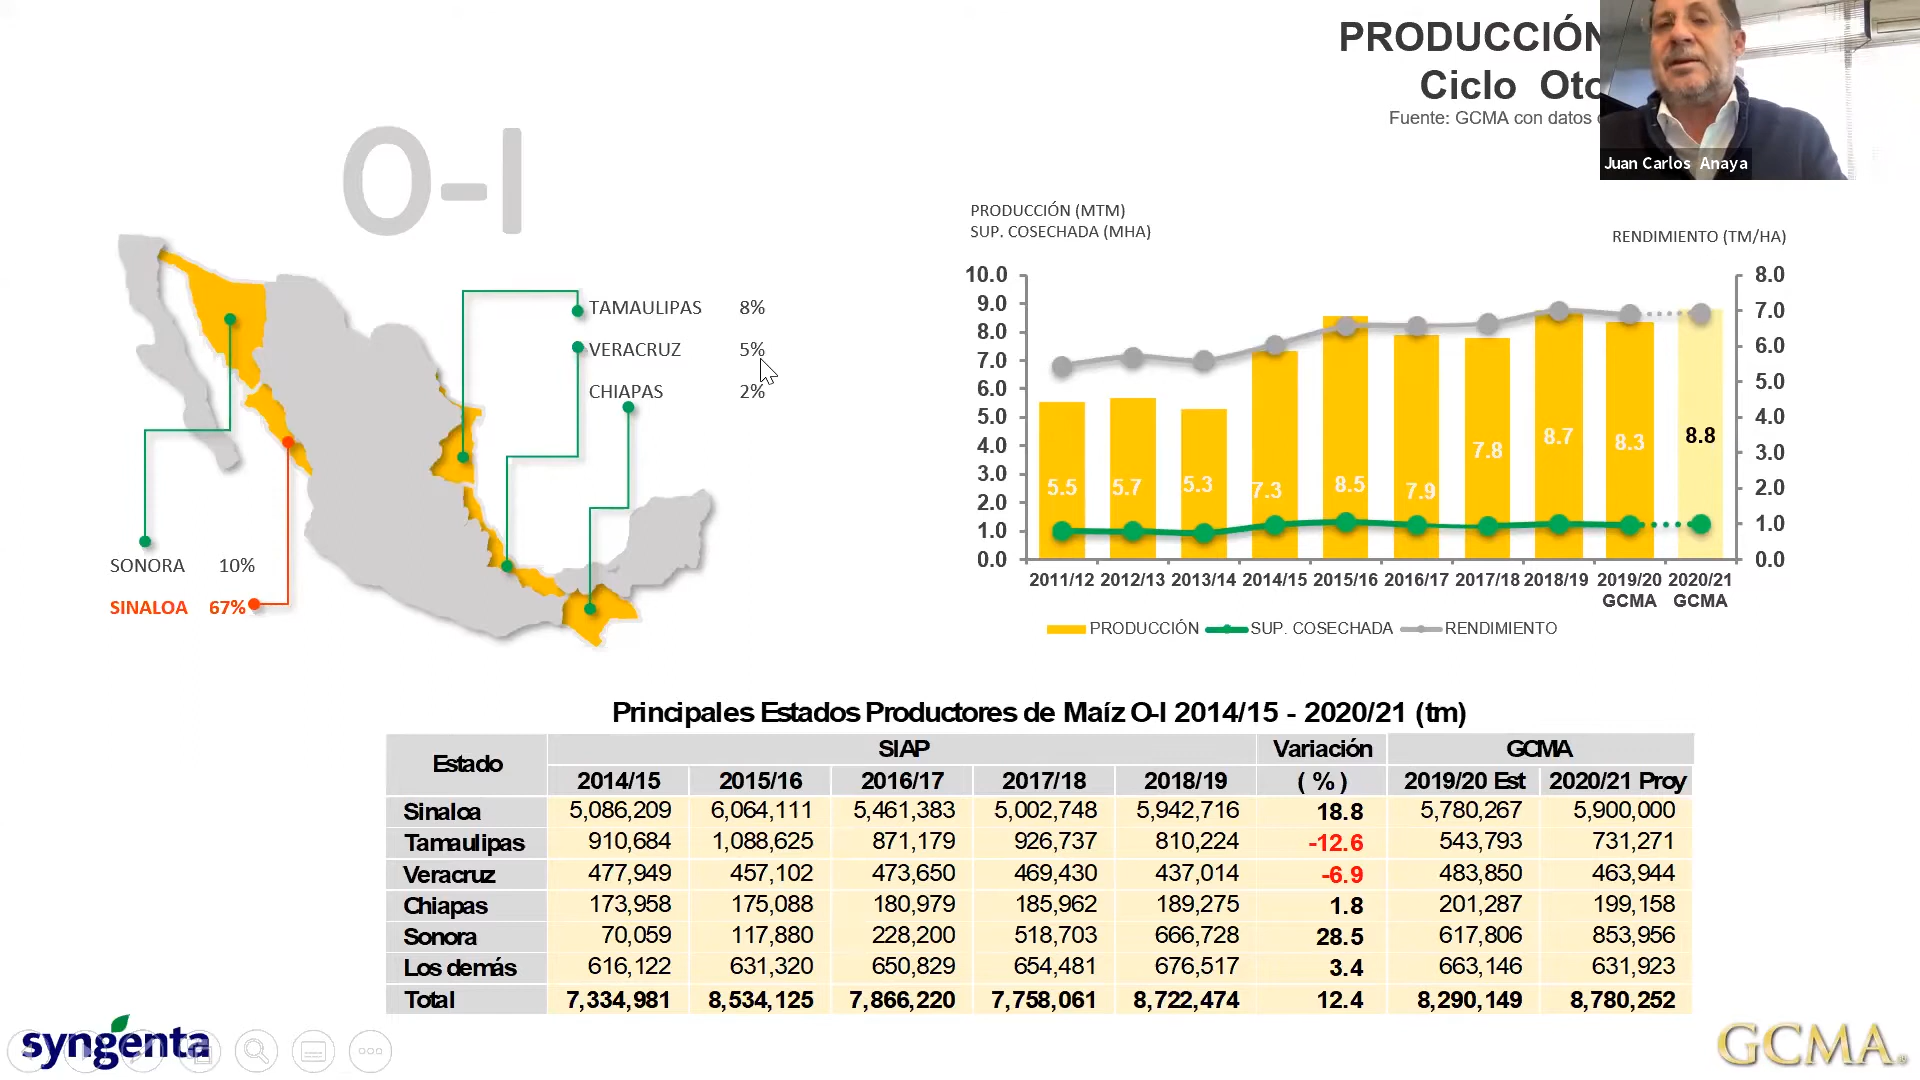 PRODUCCIÓN
Ciclo
Fuente: GCMA con datos
Juan Carlos Anaya
O-I
PRODUCCIÓN (MTM)
SUP. COSECHADA (MHA)
RENDIMIENTO (TM/HA)
TAMAULIPAS 8%
VERACRUZ 5%
CHIAPAS 2%
SONORA 10%
SINALOA 67%
10.0
9.0
8.0
7.0
6.0
5.0
4.0
3.0
2.0
1.0
0.0
8.0
7.0
6.0
5.0
4.0
3.0
2.0
1.0
0.0
5.5 5.7 5.3 7.3 8.5 7.9 7.8 8.7 8.3 8.8
2011/12 2012/13 2013/14 2014/15 2015/16 2016/17 2017/18 2018/19 2019/20 2020/21
GCMA GCMA
PRODUCCIÓN SUP. COSECHADA RENDIMIENTO
Principales Estados Productores de Maíz O-I 2014/15 - 2020/21 (tm)
Estado SIAP Variación GCMA
2014/15 2015/16 2016/17 2017/18 2018/19 ( % ) 2019/20 Est 2020/21 Proy
Sinaloa 5,086,209 6,064,111 5,461,383 5,002,748 5,942,716 18.8 5,780,267 5,900,000
Tamaulipas 910,684 1,088,625 871,179 926,737 810,224 -12.6 543,793 731,271
Veracruz 477,949 457,102 473,650 469,430 437,014 -6.9 483,850 463,944
Chiapas 173,958 175,088 180,979 185,962 189,275 1.8 201,287 199,158
Sonora 70,059 117,880 228,200 518,703 666,728 28.5 617,806 853,956
Los demás 616,122 631,320 650,829 654,481 676,517 3.4 663,146 631,923
Total 7,334,981 8,534,125 7,866,220 7,758,061 8,722,474 12.4 8,290,149 8,780,252
syngenta
GCMA